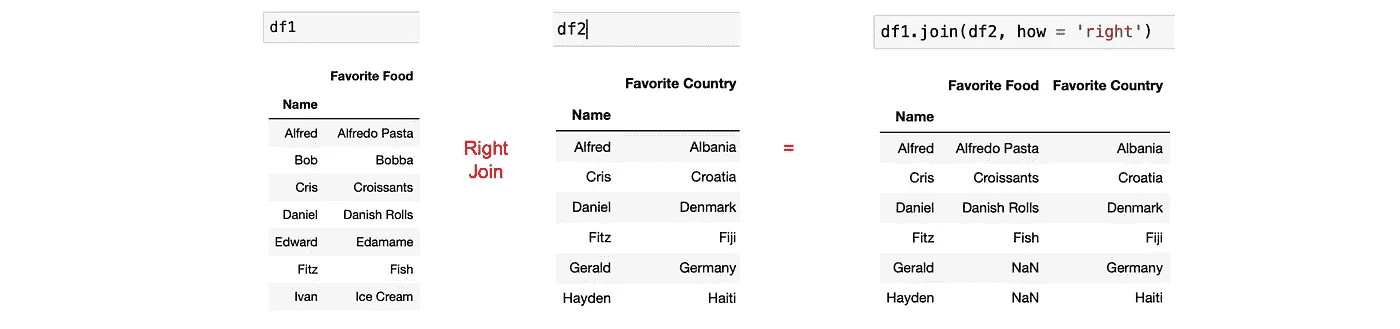 df1
Favorite Food
Name
Alfred Alfredo Pasta
Bob Bobba
Cris Croissants
Daniel Danish Rolls
Edward Edamame
Fitz Fish
Ivan Ice Cream
Right
Join
df2
Favorite Country
Name
Alfred Albania
Cris Croatia
Daniel Denmark
Fitz Fiji
Gerald Germany
Hayden Haiti
=
df1.join(df2, how = 'right')
Favorite Food Favorite Country
Name
Alfred Alfredo Pasta Albania
Cris Croissants Croatia
Daniel Danish Rolls Denmark
Fitz Fish Fiji
Gerald NaN Germany
Hayden NaN Haiti